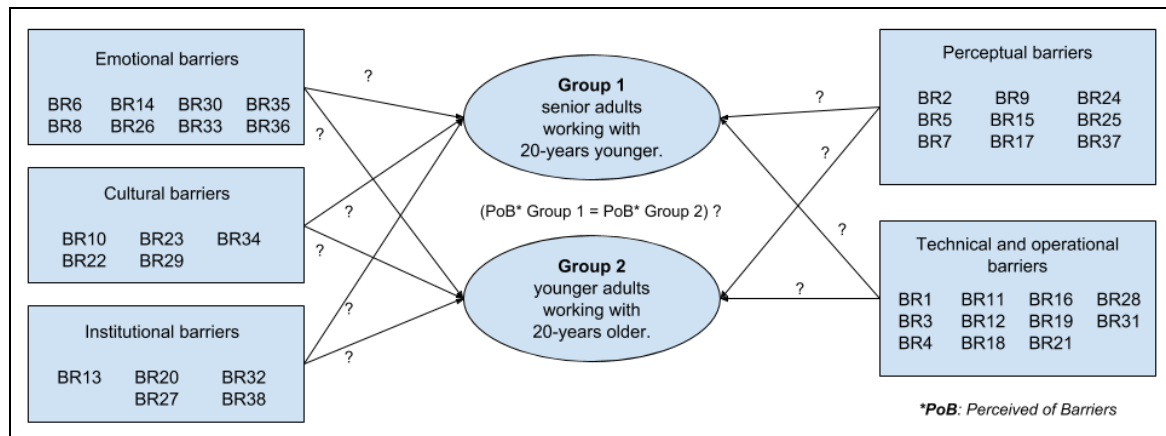 Emotional barriers
BR6 BR14 BR30 BR35
BR8 BR26 BR33 BR36
Cultural barriers
BR10 BR23 BR34
BR22 BR29
Institutional barriers
BR13 BR20 BR32
BR27 BR38
?
?
?
?
?
?
Group 1
senior adults
working with
20-years younger.
(PoB* Group 1 = PoB* Group 2) ?
Group 2
younger adults
working with
20-years older.
?
?
?
?
Perceptual barriers
BR2 BR9 BR24
BR5 BR15 BR25
BR7 BR17 BR37
Technical and operational
barriers
BR1 BR11 BR16 BR28
BR3 BR12 BR19 BR31
BR4 BR18 BR21
*PoB: Perceived of Barriers